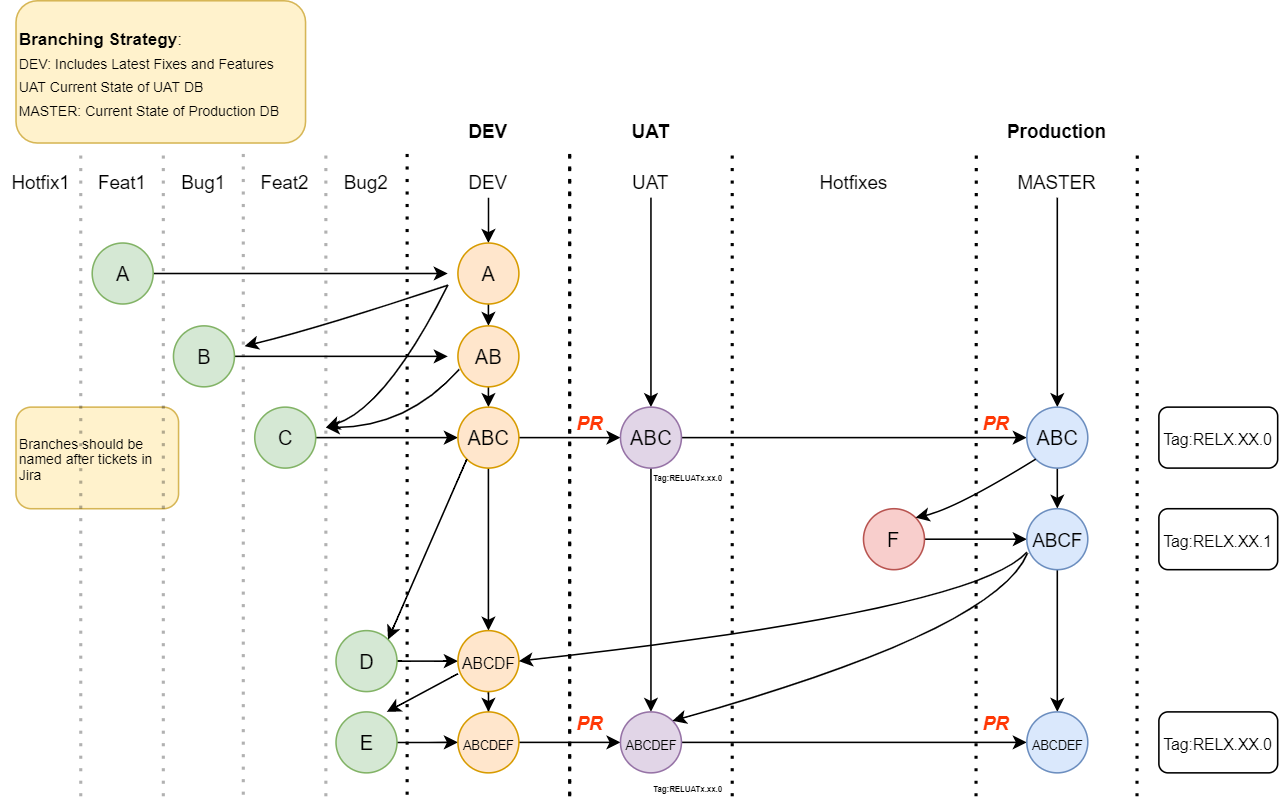 Branching Strategy:
DEV: Includes Latest Fixes and Features
UAT Current State of UAT DB
MASTER: Current State of Production DB
DEV
UAT
Production
Hotfix1
Feat1
Bug1
Feat2
Bug2
DEV
UAT
Hotfixes
MASTER
A
A
B
AB
Branches should be
named after tickets in
Jira
C
ABC
PR
ABC
PR
ABC
Tag:RELX.XX.0
Tag:RELUATx.xx.0
F
ABCF
Tag:RELX.XX.1
D
ABCDF
E
ABCDEF
PR
ABCDEF
PR
ABCDEF
Tag:RELX.XX.0
Tag:RELUATx.xx.0